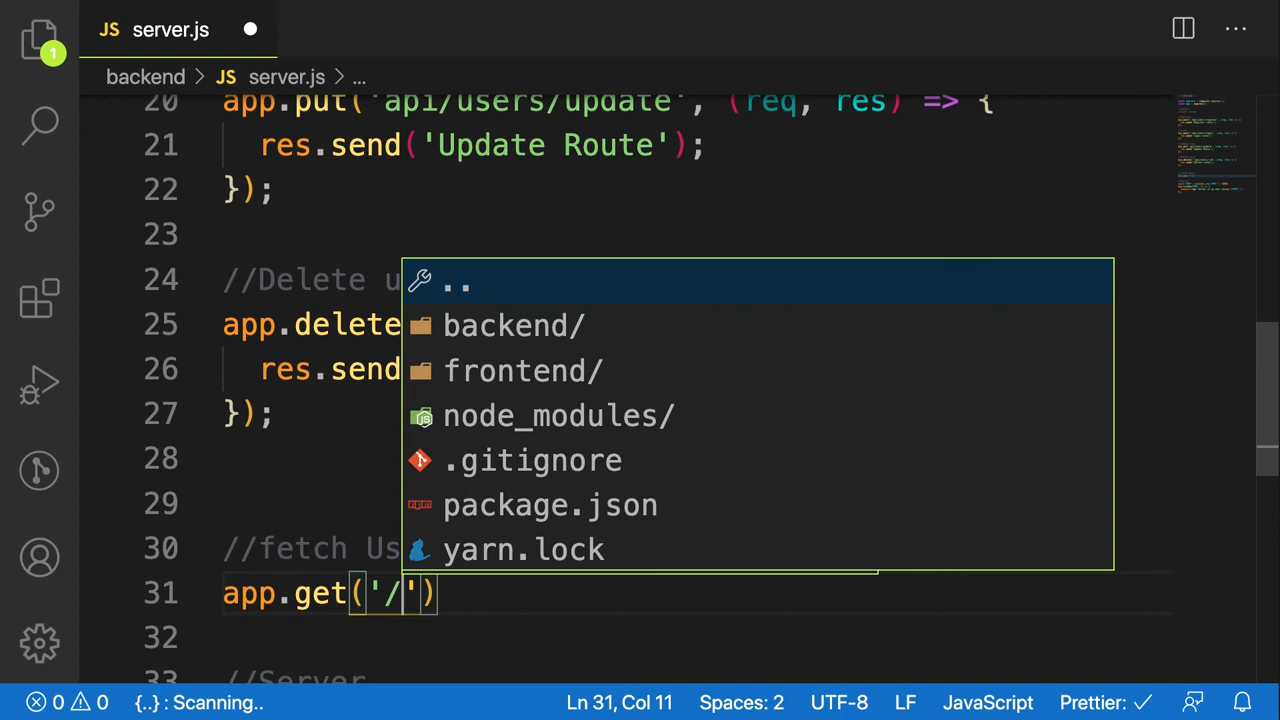 JS server.js
1
backend > JS server.js > ...
20 app.put('api/users/update', (req, res) => {
21 res.send('Update Route');
22 });
23
24 //Delete u
25 app.delete
26 res.send
27 });
28
29
30 //fetch Us
31 app.get('/')
32
33 //Server
..
backend/
frontend/
node_modules/
.gitignore
package.json
yarn.lock
0 0 {..} : Scanning.. Ln 31, Col 11 Spaces: 2 UTF-8 LF JavaScript Prettier: ✓